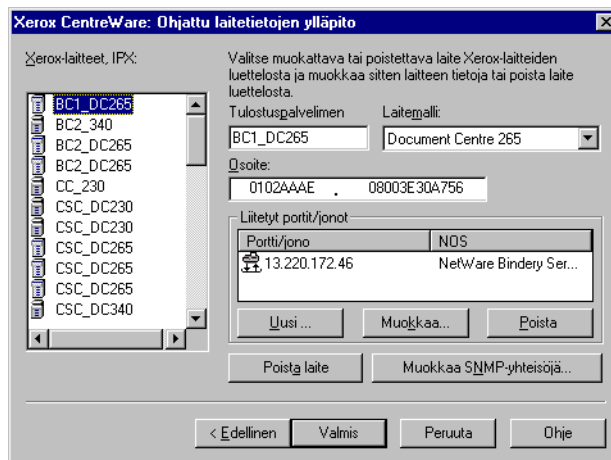 Xerox CentreWare: Ohjattu laitetietojen ylläpito
Xerox-laitteet, IPX:
BC1_DC265
BC2_340
BC2_DC265
BC2_DC265
CC_230
CSC_DC230
CSC_DC230
CSC_DC265
CSC_DC265
CSC_DC265
CSC_DC340
Valitse muokattava tai poistettava laite Xerox-laitteiden
luettelosta ja muokkaa sitten laitteen tietoja tai poista laite
luettelosta.
Tulostuspalvelimen Laitemalli:
BC1_DC265 Document Centre 265
Osoite:
0102AAAE . 08003E30A756
Liitetyt portit/jonot
Portti/jono NOS
13.220.172.46 NetWare Bindery Ser...
Uusi ... Muokkaa... Poista
Poista laite Muokkaa SNMP-yhteisöjä...
< Edellinen Valmis Peruuta Ohje